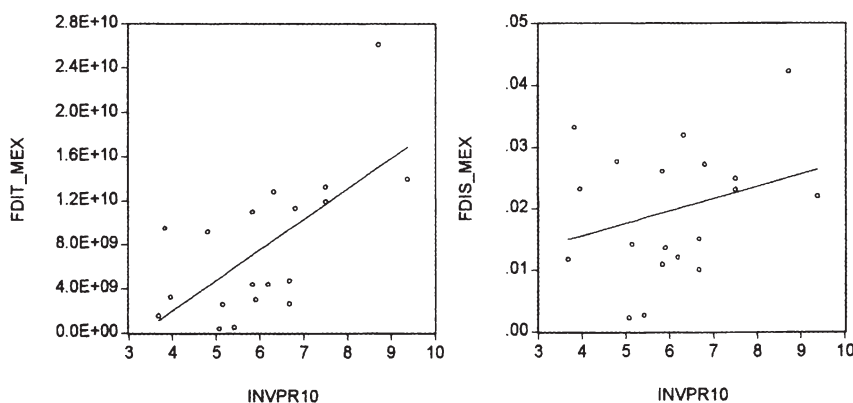 FDIT_MEX
2.8E+10
2.4E+10
2.0E+10
1.6E+10
1.2E+10
8.0E+09
4.0E+09
0.0E+00
3 4 5 6 7 8 9 10
INVPR10
FDIS_MEX
.05
.04
.03
.02
.01
.00
3 4 5 6 7 8 9 10
INVPR10